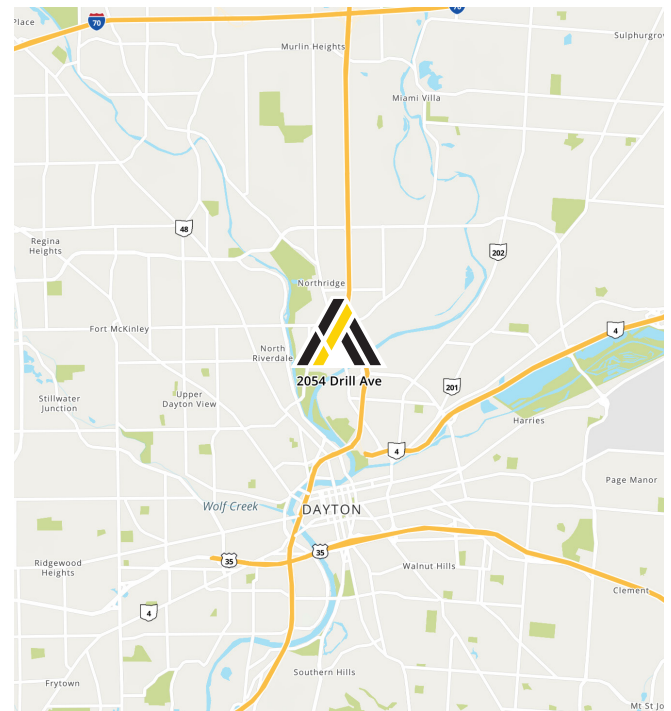 Place
70
70
Murlin Heights
Sulphurgro
Miami Villa
48
Regina
Heights
202
Northridge
4
Fort McKinley
North
Riverdale
2054 Drill Ave
201
Stillwater
Junction
Upper
Dayton View
Harries
4
Page Manor
Wolf Creek
DAYTON
35
35
Ridgewood
Heights
Walnut Hills
Clement
4
Southern Hills
Frytown
Mt St Jo